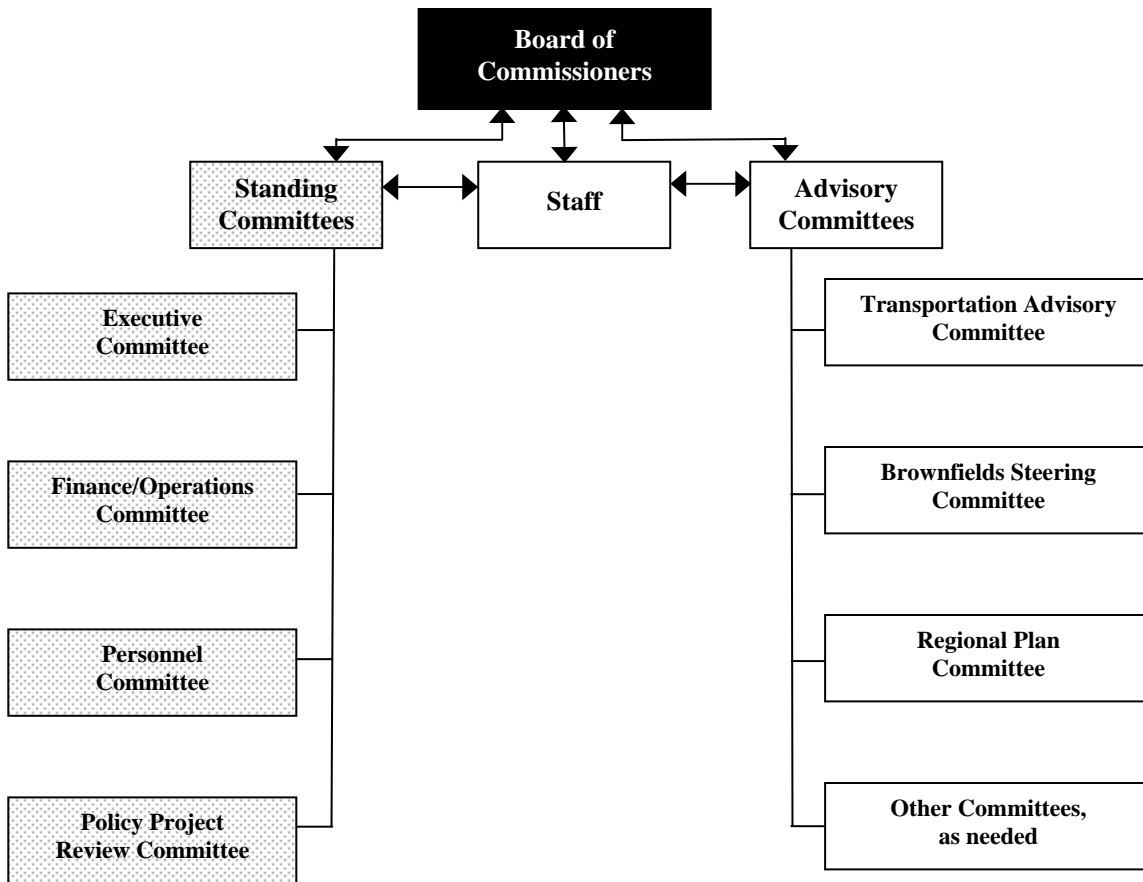 Board of
Commissioners
Standing
Committees
Staff
Advisory
Committees
Executive
Committee
Transportation Advisory
Committee
Finance/Operations
Committee
Brownfields Steering
Committee
Personnel
Committee
Regional Plan
Committee
Policy Project
Review Committee
Other Committees,
as needed